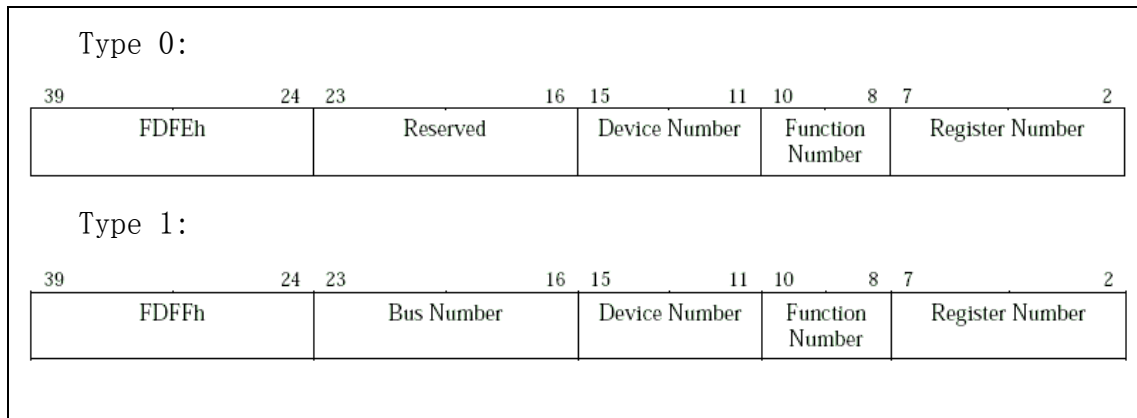 Type 0:
39 24 23 16 15 11 10 8 7 2
FDFEh Reserved Device Number Function Register Number
Number
Type 1:
39 24 23 16 15 11 10 8 7 2
FDFFh Bus Number Device Number Function Register Number
Number